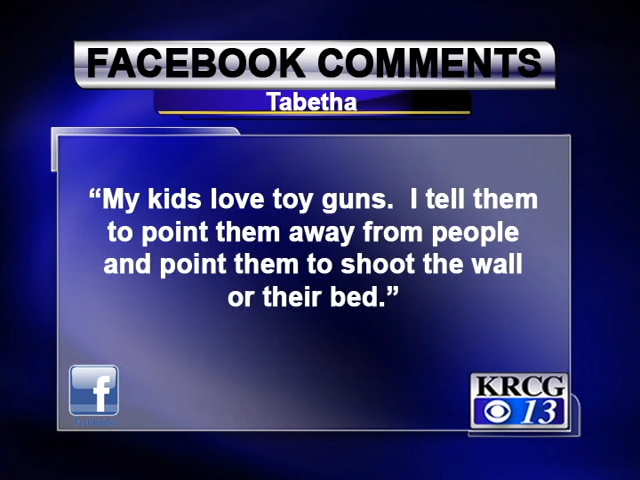 FACEBOOK COMMENTS
Tabetha
“My kids love toy guns.  I tell them
to point them away from people
and point them to shoot the wall
or their bed.”
f
KRCG
13